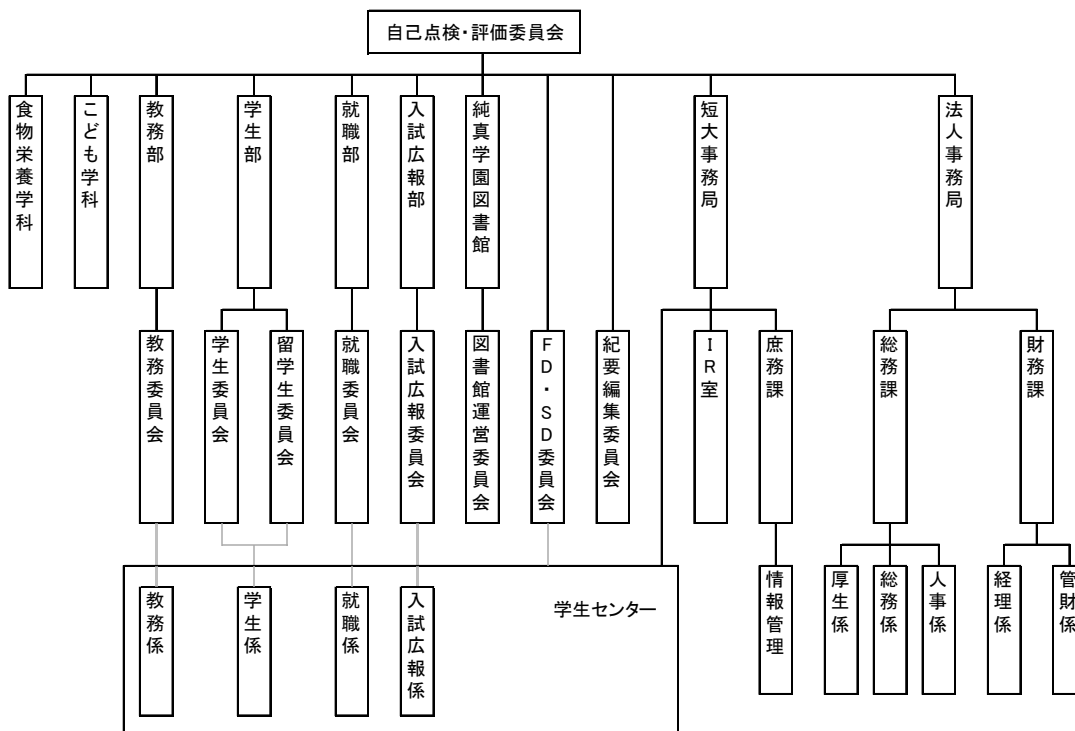 自己点検・評価委員会
食物栄養学科
こども学科
教務部
学生部
就職部
入試広報部
純真学園図書館
短大事務局
法人事務局
教務委員会
学生委員会
留学生委員会
就職委員会
入試広報委員会
図書館運営委員会
FD・SD委員会
紀要編集委員会
IR室
庶務課
総務課
財務課
教務係
学生係
就職係
入試広報係
学生センター
情報管理
厚生係
総務係
人事係
経理係
管財係